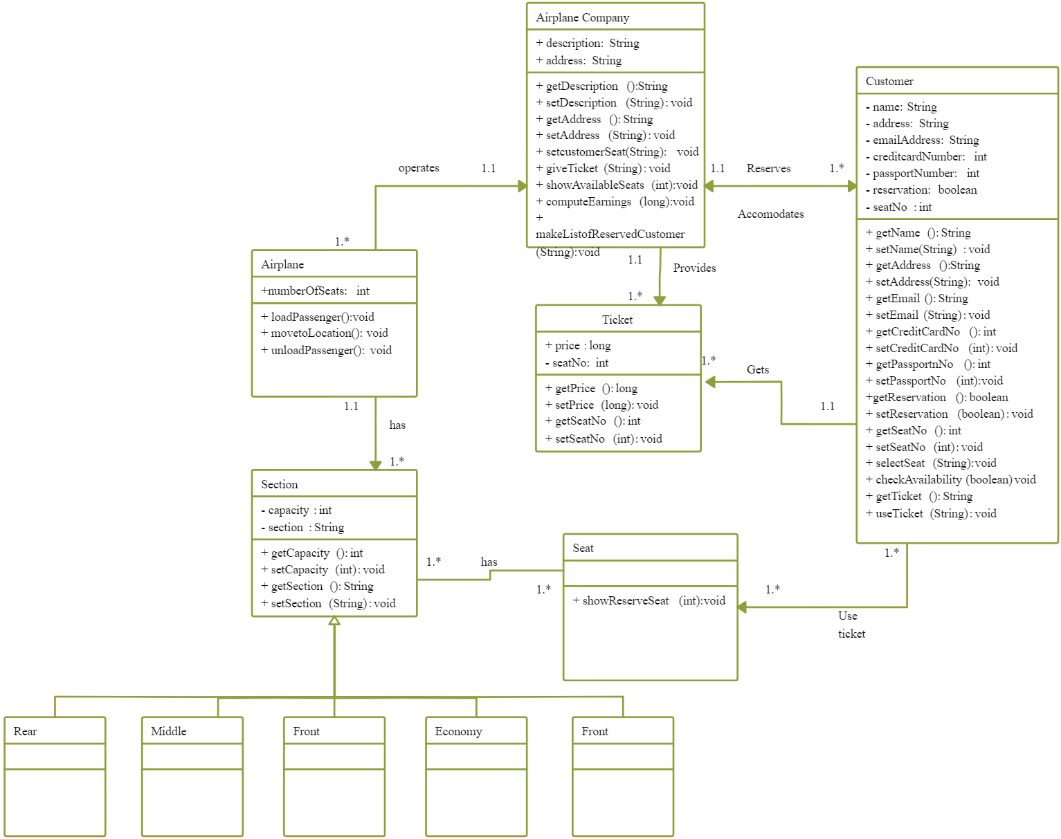 Airplane Company
+ description: String
+ address: String
+ getDescription ():String
+ setDescription (String): void
+ getAddress (): String
+ setAddress (String): void
+ setcustomerSeat(String): void
+ giveTicket (String): void
+ showAvailableSeats (int):void
+ computeEarnings (long):void
+
makeListofReservedCustomer
(String):void
Customer
- name: String
- address: String
- emailAddress: String
- creditcardNumber: int
- passportNumber: int
- reservation: boolean
- seatNo : int
+ getName (): String
+ setName(String) : void
+ getAddress ():String
+ setAddress(String): void
+ getEmail (): String
+ setEmail (String): void
+ getCreditCardNo (): int
+ setCreditCardNo (int): void
+ getPassportnNo (): int
+ setPassportNo (int):void
+getReservation (): boolean
+ setReservation (boolean): void
+ getSeatNo (): int
+ setSeatNo (int): void
+ selectSeat (String): void
+ checkAvailability (boolean) void
+ getTicket (): String
+ useTicket (String): void
operates
1.1
1.1
Reserves
1.*
Accomodates
1.*
Airplane
+numberOfSeats: int
+ loadPassenger():void
+ movetoLocation(): void
+ unloadPassenger(): void
1.1
Provides
1.*
Ticket
+ price : long
- seatNo: int
+ getPrice (): long
+ setPrice (long): void
+ getSeatNo (): int
+ setSeatNo (int): void
1.*
Gets
1.1
1.1
has
1.*
Section
- capacity : int
- section : String
+ getCapacity (): int
+ setCapacity (int): void
+ getSection (): String
+ setSection (String): void
1.*
has
1.*
Seat
+ showReserveSeat (int):void
1.*
1.*
Use
ticket
Rear
Middle
Front
Economy
Front